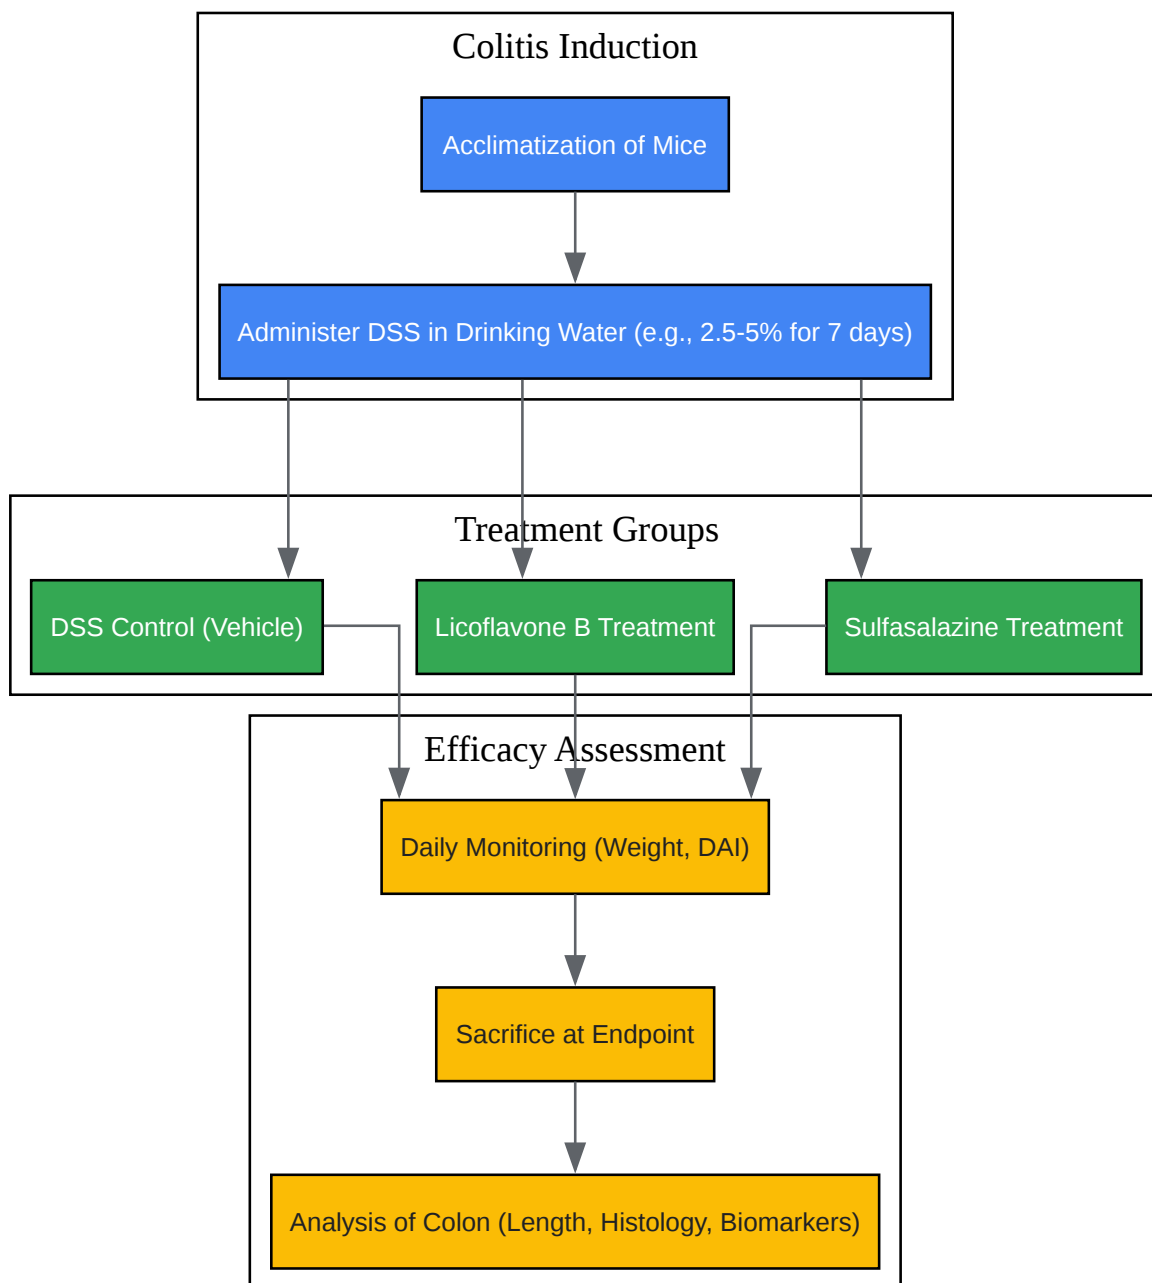 Colitis Induction
Acclimatization of Mice
Administer DSS in Drinking Water (e.g., 2.5-5% for 7 days)
Treatment Groups
DSS Control (Vehicle)
Licoflavone B Treatment
Sulfasalazine Treatment
Efficacy Assessment
Daily Monitoring (Weight, DAI)
Sacrifice at Endpoint
Analysis of Colon (Length, Histology, Biomarkers)